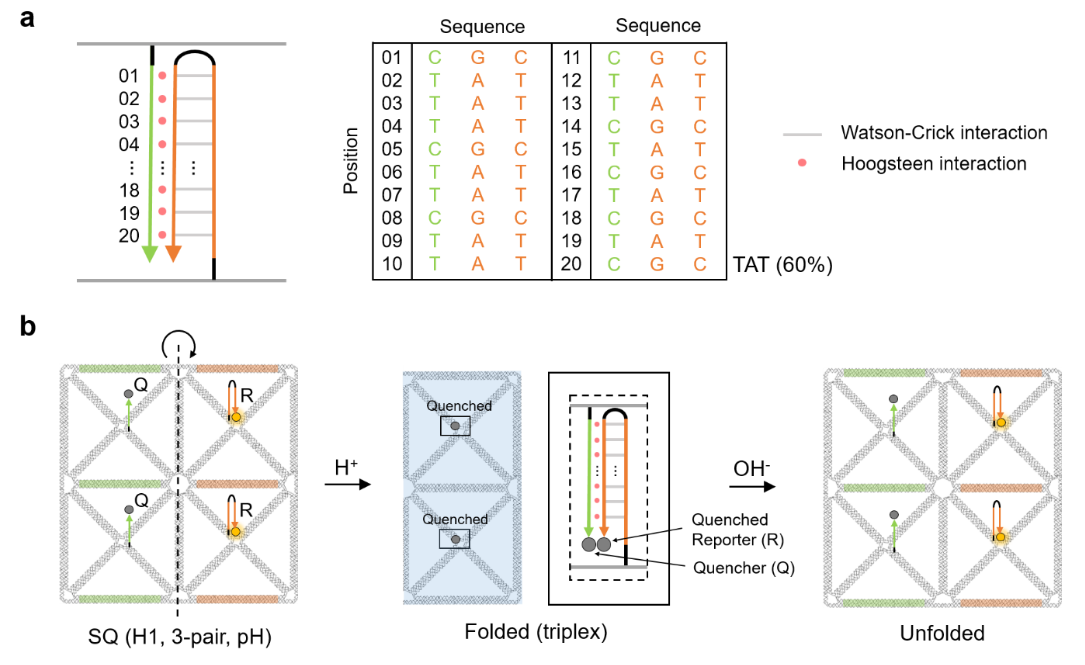 a
Sequence
Sequence
Position
01 C G C 11 C G C
02 T A T 12 T A T
03 T A T 13 T A T
04 T A T 14 C G C
05 C G C 15 T A T
06 T A T 16 C G C
07 T A T 17 T A T
08 C G C 18 C G C
09 T A T 19 T A T
10 T A T 20 C G C
TAT (60%)
01
02
03
04
... ... ...
18
19
20
Watson-Crick interaction
Hoogsteen interaction
b
Q
R
Q
R
SQ (H1, 3-pair, pH)
H⁺
Quenched
Quenched
Folded (triplex)
... ...
Quenched
Reporter (R)
Quencher (Q)
OH⁻
Unfolded